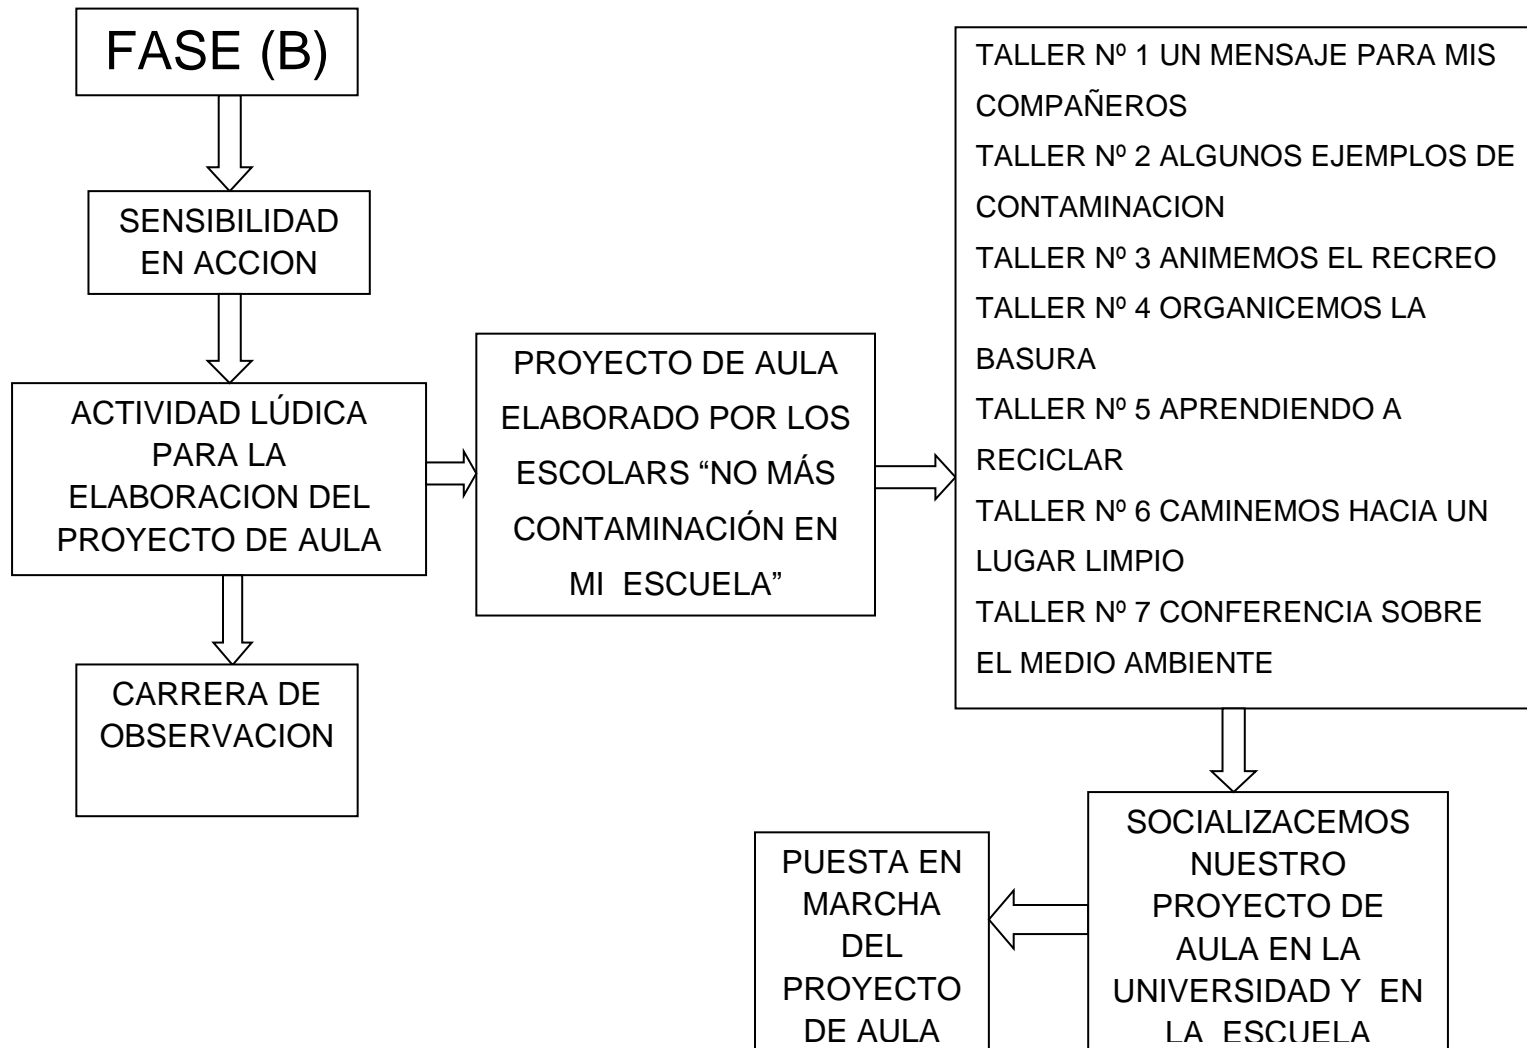 FASE (B)
SENSIBILIDAD
EN ACCION
ACTIVIDAD LÚDICA
PARA LA
ELABORACION DEL
PROYECTO DE AULA
CARRERA DE
OBSERVACION
PROYECTO DE AULA
ELABORADO POR LOS
ESCOLARS “NO MÁS
CONTAMINACIÓN EN
MI ESCUELA”
TALLER Nº 1 UN MENSAJE PARA MIS
COMPAÑEROS
TALLER Nº 2 ALGUNOS EJEMPLOS DE
CONTAMINACION
TALLER Nº 3 ANIMEMOS EL RECREO
TALLER Nº 4 ORGANICEMOS LA
BASURA
TALLER Nº 5 APRENDIENDO A
RECICLAR
TALLER Nº 6 CAMINEMOS HACIA UN
LUGAR LIMPIO
TALLER Nº 7 CONFERENCIA SOBRE
EL MEDIO AMBIENTE
SOCIALIZACEMOS
NUESTRO
PROYECTO DE
AULA EN LA
UNIVERSIDAD Y EN
LA ESCUELA
PUESTA EN
MARCHA
DEL
PROYECTO
DE AULA